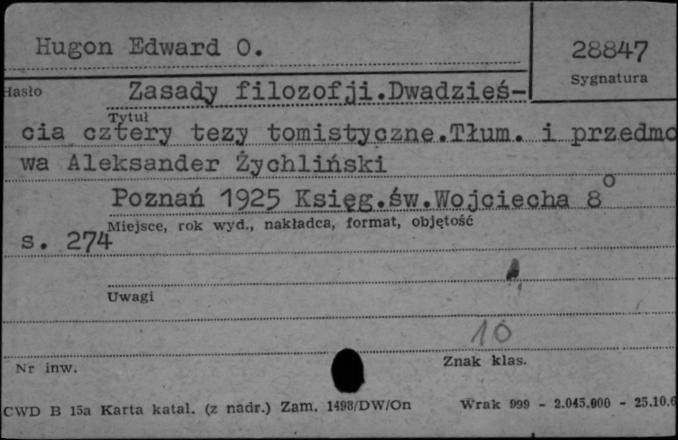 Hugon Edward O.
28847
Sygnatura
Hasło
Zasady filozofji.Dwadzieś-
Tytuł
cia cztery tezy tomistyczne.Tłum. i przedmo
wa Aleksander Żychliński
Poznań 1925 Księg.św.Wojciecha 8°
Miejsce, rok wyd., nakładca, format, objętość
s. 274
Uwagi
10
Nr inw.
Znak klas.
CWD B 15a Karta katal. (z nadr.) Zam. 1498/DW/On
Wrak 999 - 2.045.000 - 25.10.6